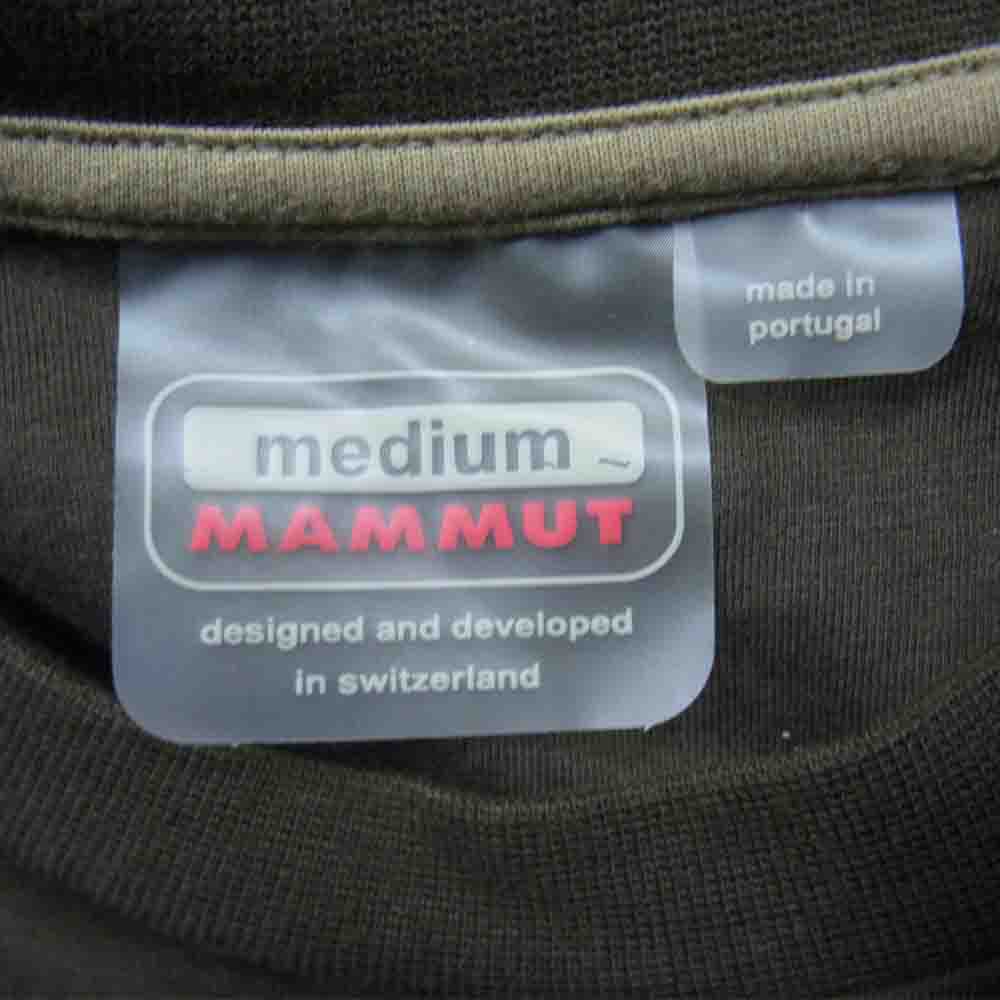 made in
portugal
medium
MAMMUT
designed and developed
in switzerland